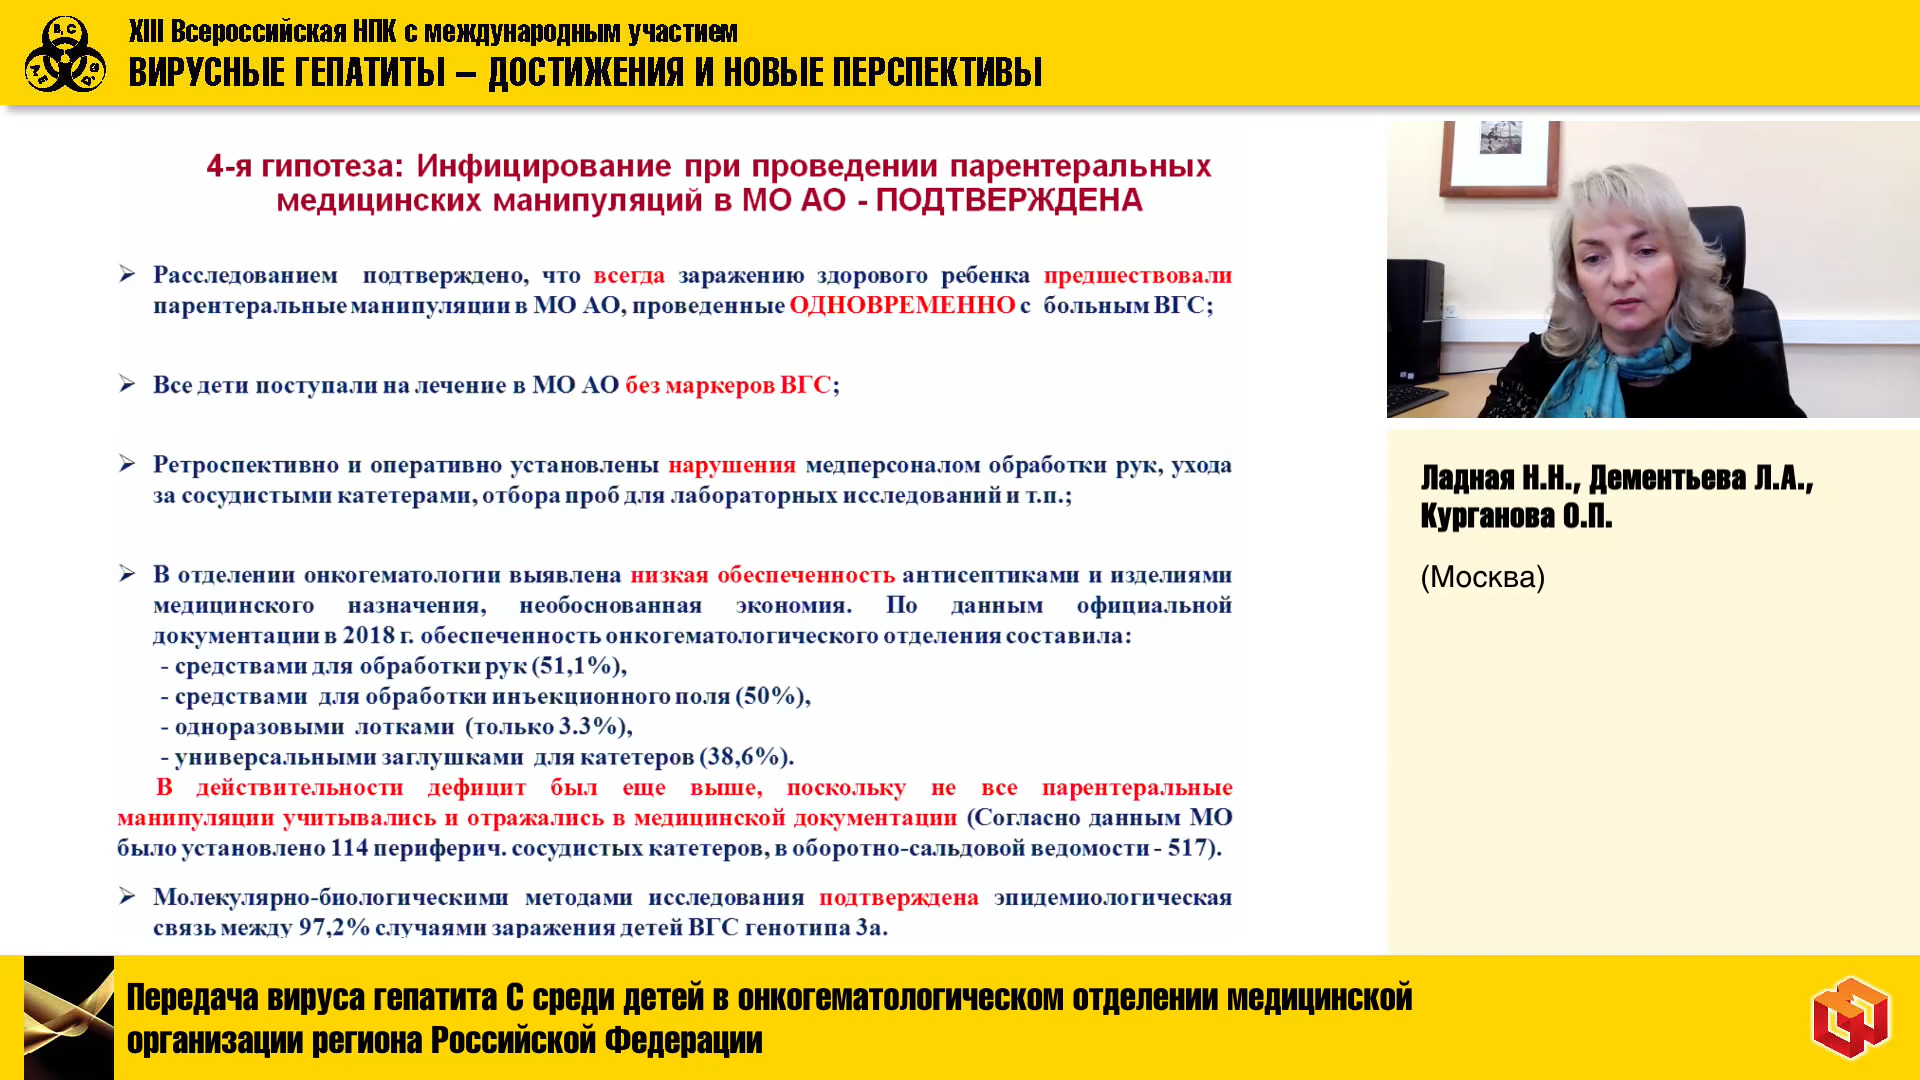 XIII Всероссийская НПК с международным участием
ВИРУСНЫЕ ГЕПАТИТЫ – ДОСТИЖЕНИЯ И НОВЫЕ ПЕРСПЕКТИВЫ
4-я гипотеза: Инфицирование при проведении парентеральных
медицинских манипуляций в МО АО - ПОДТВЕРЖДЕНА
➢ Расследованием подтверждено, что всегда заражению здорового ребенка предшествовали
парентеральные манипуляции в МО АО, проведенные ОДНОВРЕМЕННО с больным ВГС;
➢ Все дети поступали на лечение в МО АО без маркеров ВГС;
➢ Ретроспективно и оперативно установлены нарушения медперсоналом обработки рук, ухода
за сосудистыми катетерами, отбора проб для лабораторных исследований и т.п.;
➢ В отделении онкогематологии выявлена низкая обеспеченность антисептиками и изделиями
медицинского назначения, необоснованная экономия. По данным официальной
документации в 2018 г. обеспеченность онкогематологического отделения составила:
- средствами для обработки рук (51,1%),
- средствами для обработки инъекционного поля (50%),
- одноразовыми лотками (только 3.3%),
- универсальными заглушками для катетеров (38,6%).
В действительности дефицит был еще выше, поскольку не все парентеральные
манипуляции учитывались и отражались в медицинской документации (Согласно данным МО
было установлено 114 периферич. сосудистых катетеров, в оборотно-сальдовой ведомости - 517).
➢ Молекулярно-биологическими методами исследования подтверждена эпидемиологическая
связь между 97,2% случаями заражения детей ВГС генотипа 3а.
Ладная Н.Н., Дементьева Л.А.,
Курганова О.П.
(Москва)
Передача вируса гепатита С среди детей в онкогематологическом отделении медицинской
организации региона Российской Федерации